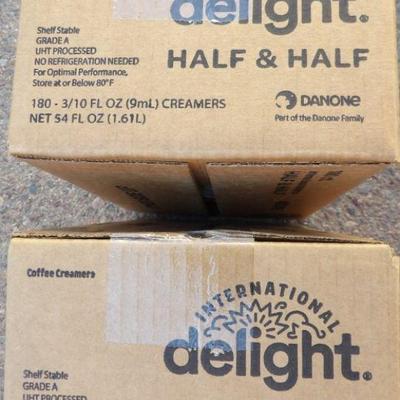 delight®
Shelf Stable
GRADE A
UHT PROCESSED
NO REFRIGERATION NEEDED
For Optimal Performance,
Store at or Below 80°F
HALF & HALF
180 - 3/10 FL OZ (9mL) CREAMERS
NET 54 FL OZ (1.61L)
DANONE
Part of the Danone Family
Coffee Creamers
INTERNATIONAL
delight®
Shelf Stable
GRADE A
UHT PROCESSED